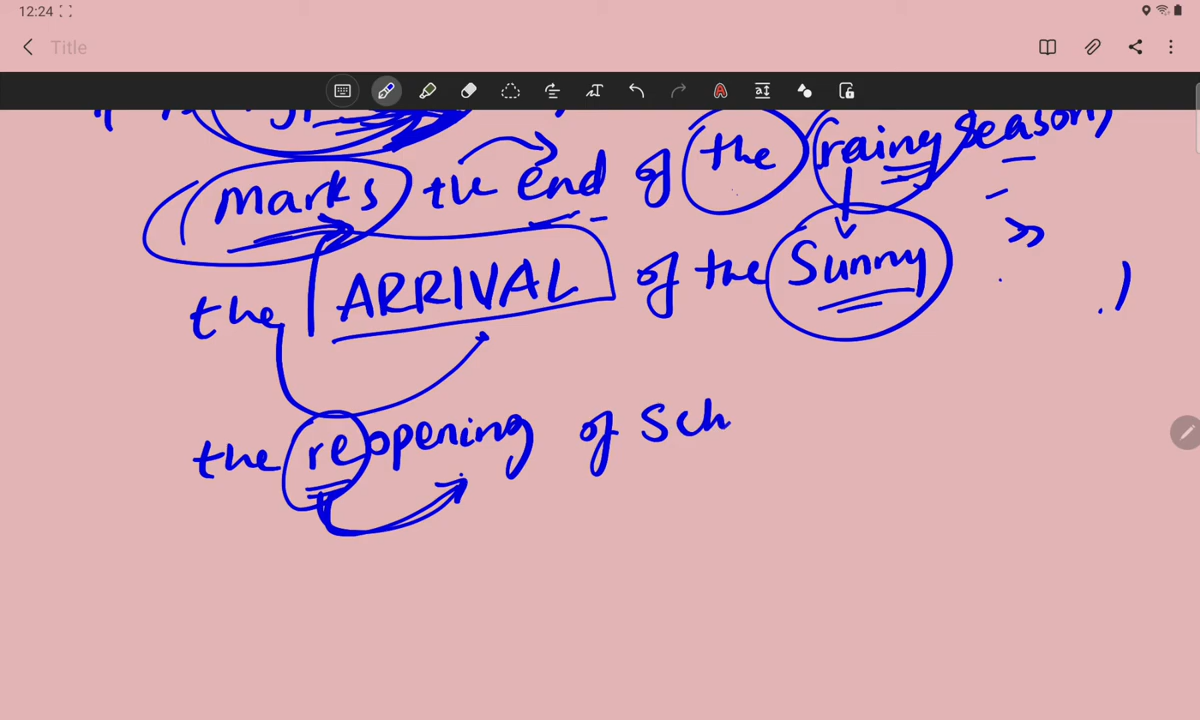 12:24
Title
marks the end of the rainy season,
the ARRIVAL of the Sunny "
the reopening of Sch